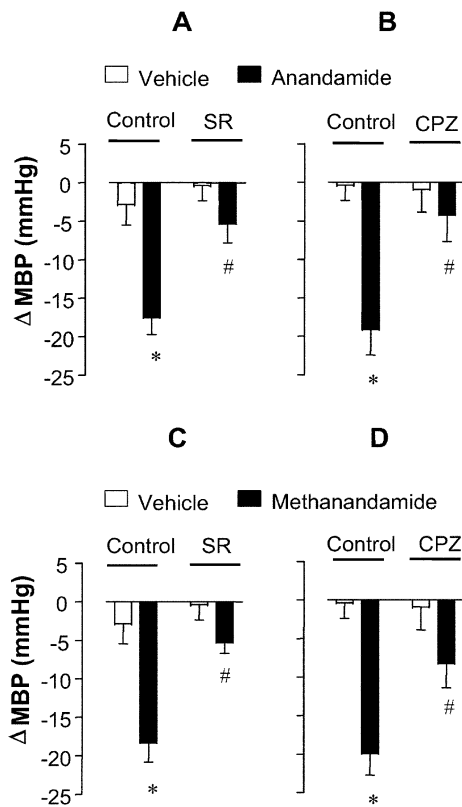 A B
Vehicle Anandamide
Control SR Control CPZ
5
0
-5
-10
-15
-20
-25
Δ MBP (mmHg)
# #
* *
C D
Vehicle Methanandamide
Control SR Control CPZ
5
0
-5
-10
-15
-20
-25
Δ MBP (mmHg)
# #
* *